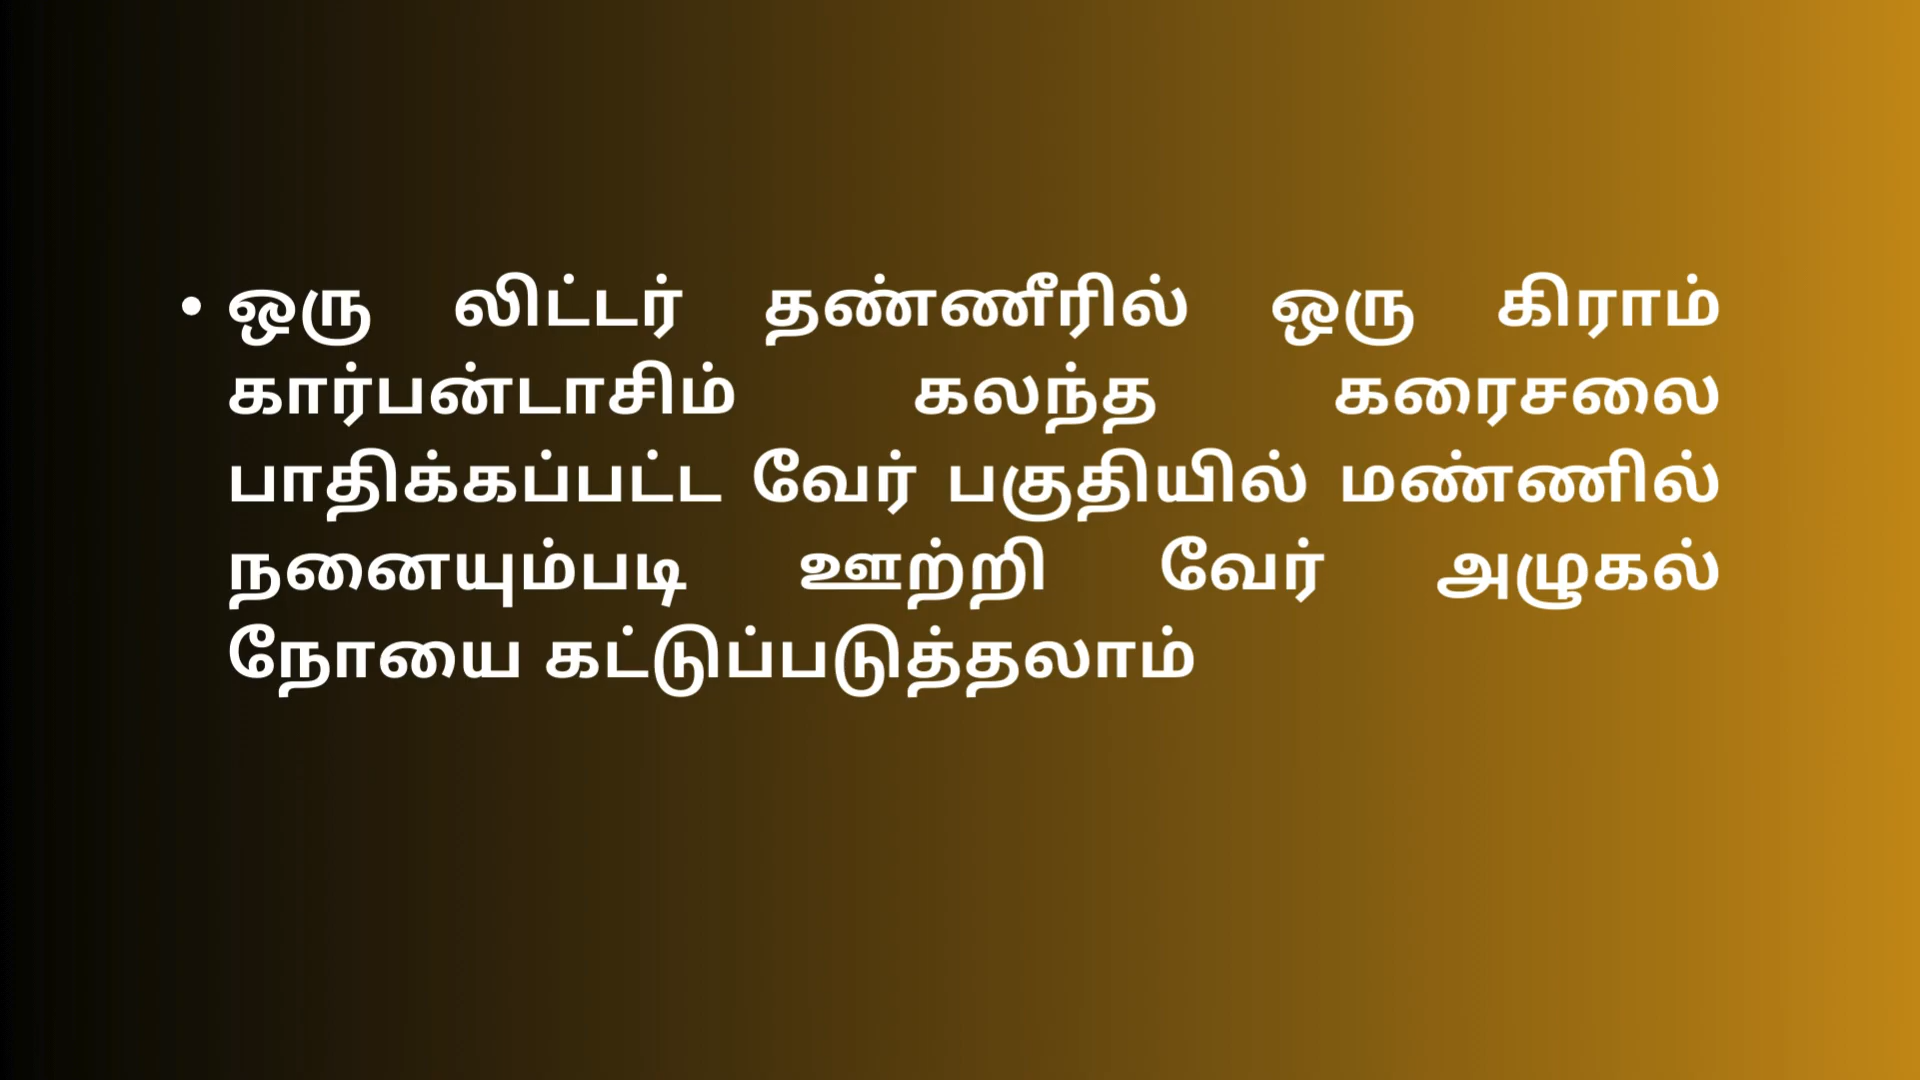 • ஒரு லிட்டர் தண்ணீரில் ஒரு கிராம்
கார்பன்டாசிம் கலந்த கரைசலை
பாதிக்கப்பட்ட வேர் பகுதியில் மண்ணில்
நனையும்படி ஊற்றி வேர் அழுகல்
நோயை கட்டுப்படுத்தலாம்